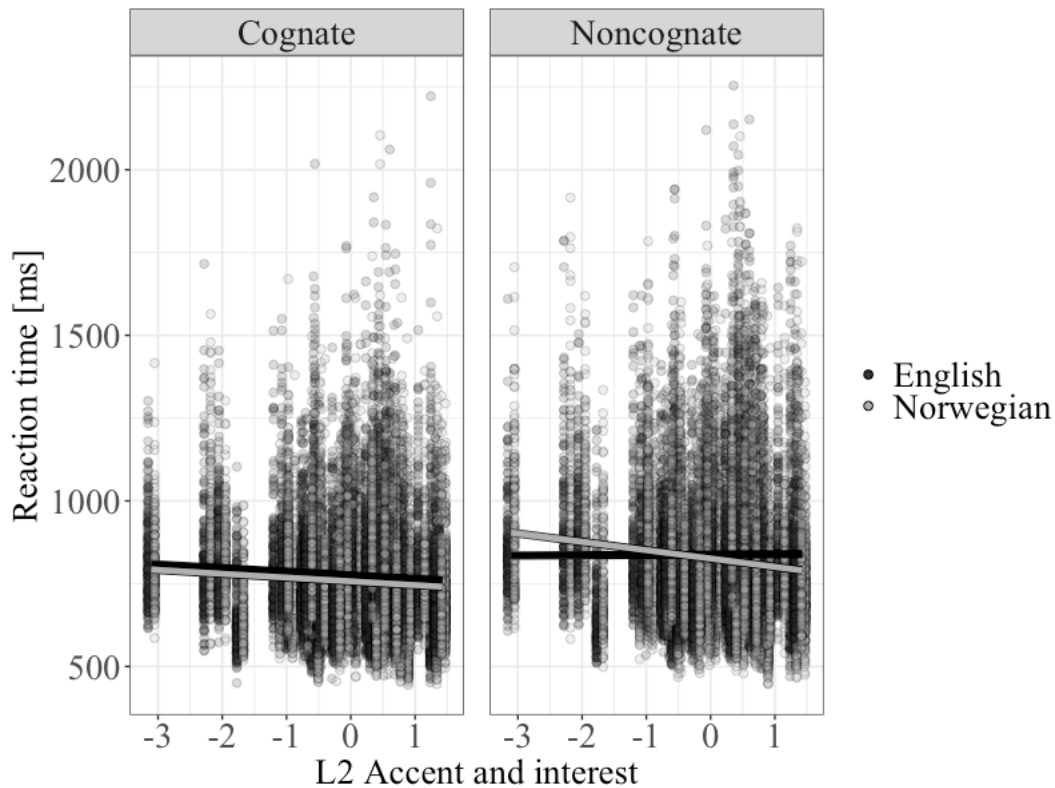 Cognate
Noncognate
Reaction time [ms]
2000
1500
1000
500
-3 -2 -1 0 1
-3 -2 -1 0 1
L2 Accent and interest
English
Norwegian